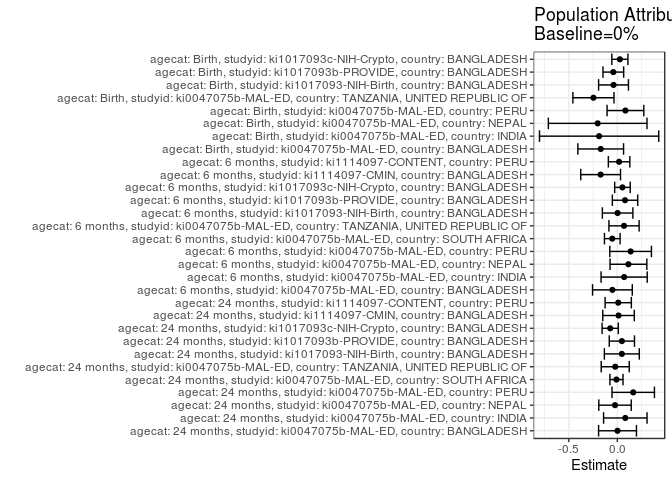 Population Attribu
Baseline=0%
agecat: Birth, studyid: ki1017093c-NIH-Crypto, country: BANGLADESH
agecat: Birth, studyid: ki1017093b-PROVIDE, country: BANGLADESH
agecat: Birth, studyid: ki1017093-NIH-Birth, country: BANGLADESH
agecat: Birth, studyid: ki0047075b-MAL-ED, country: TANZANIA, UNITED REPUBLIC OF
agecat: Birth, studyid: ki0047075b-MAL-ED, country: PERU
agecat: Birth, studyid: ki0047075b-MAL-ED, country: NEPAL
agecat: Birth, studyid: ki0047075b-MAL-ED, country: INDIA
agecat: Birth, studyid: ki0047075b-MAL-ED, country: BANGLADESH
agecat: 6 months, studyid: ki1114097-CONTENT, country: PERU
agecat: 6 months, studyid: ki1114097-CMIN, country: BANGLADESH
agecat: 6 months, studyid: ki1017093c-NIH-Crypto, country: BANGLADESH
agecat: 6 months, studyid: ki1017093b-PROVIDE, country: BANGLADESH
agecat: 6 months, studyid: ki1017093-NIH-Birth, country: BANGLADESH
agecat: 6 months, studyid: ki0047075b-MAL-ED, country: TANZANIA, UNITED REPUBLIC OF
agecat: 6 months, studyid: ki0047075b-MAL-ED, country: SOUTH AFRICA
agecat: 6 months, studyid: ki0047075b-MAL-ED, country: PERU
agecat: 6 months, studyid: ki0047075b-MAL-ED, country: NEPAL
agecat: 6 months, studyid: ki0047075b-MAL-ED, country: INDIA
agecat: 6 months, studyid: ki0047075b-MAL-ED, country: BANGLADESH
agecat: 24 months, studyid: ki1114097-CONTENT, country: PERU
agecat: 24 months, studyid: ki1114097-CMIN, country: BANGLADESH
agecat: 24 months, studyid: ki1017093c-NIH-Crypto, country: BANGLADESH
agecat: 24 months, studyid: ki1017093b-PROVIDE, country: BANGLADESH
agecat: 24 months, studyid: ki1017093-NIH-Birth, country: BANGLADESH
agecat: 24 months, studyid: ki0047075b-MAL-ED, country: TANZANIA, UNITED REPUBLIC OF
agecat: 24 months, studyid: ki0047075b-MAL-ED, country: SOUTH AFRICA
agecat: 24 months, studyid: ki0047075b-MAL-ED, country: PERU
agecat: 24 months, studyid: ki0047075b-MAL-ED, country: NEPAL
agecat: 24 months, studyid: ki0047075b-MAL-ED, country: INDIA
agecat: 24 months, studyid: ki0047075b-MAL-ED, country: BANGLADESH
-0.5 0.0
Estimate